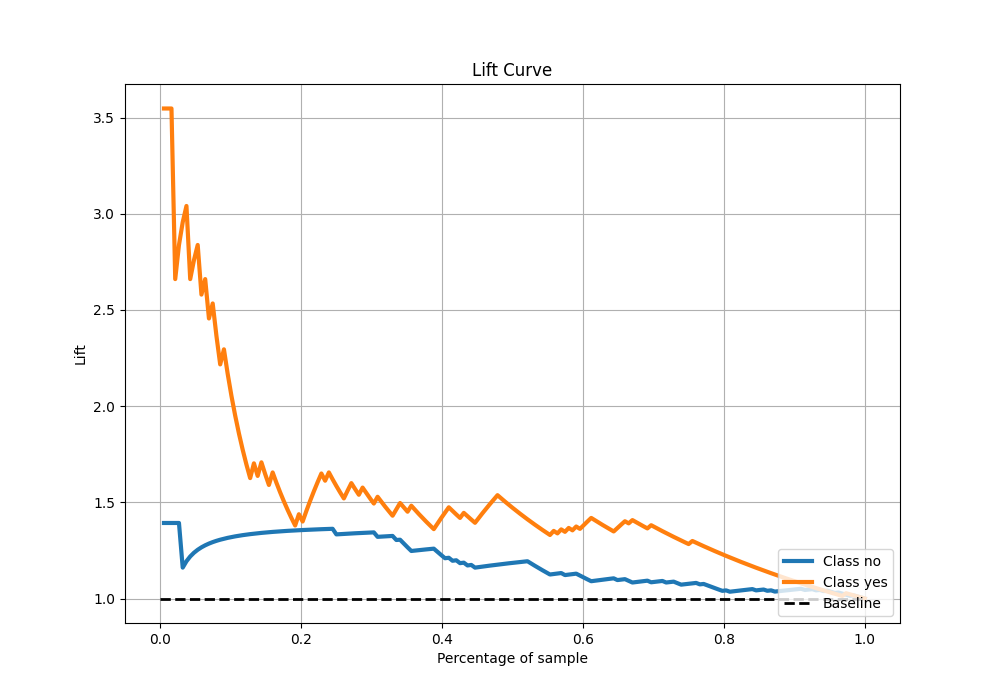 Lift Curve
Lift
3.5
3.0
2.5
2.0
1.5
1.0
0.0
0.2
0.4
0.6
0.8
1.0
Percentage of sample
Class no
Class yes
Baseline